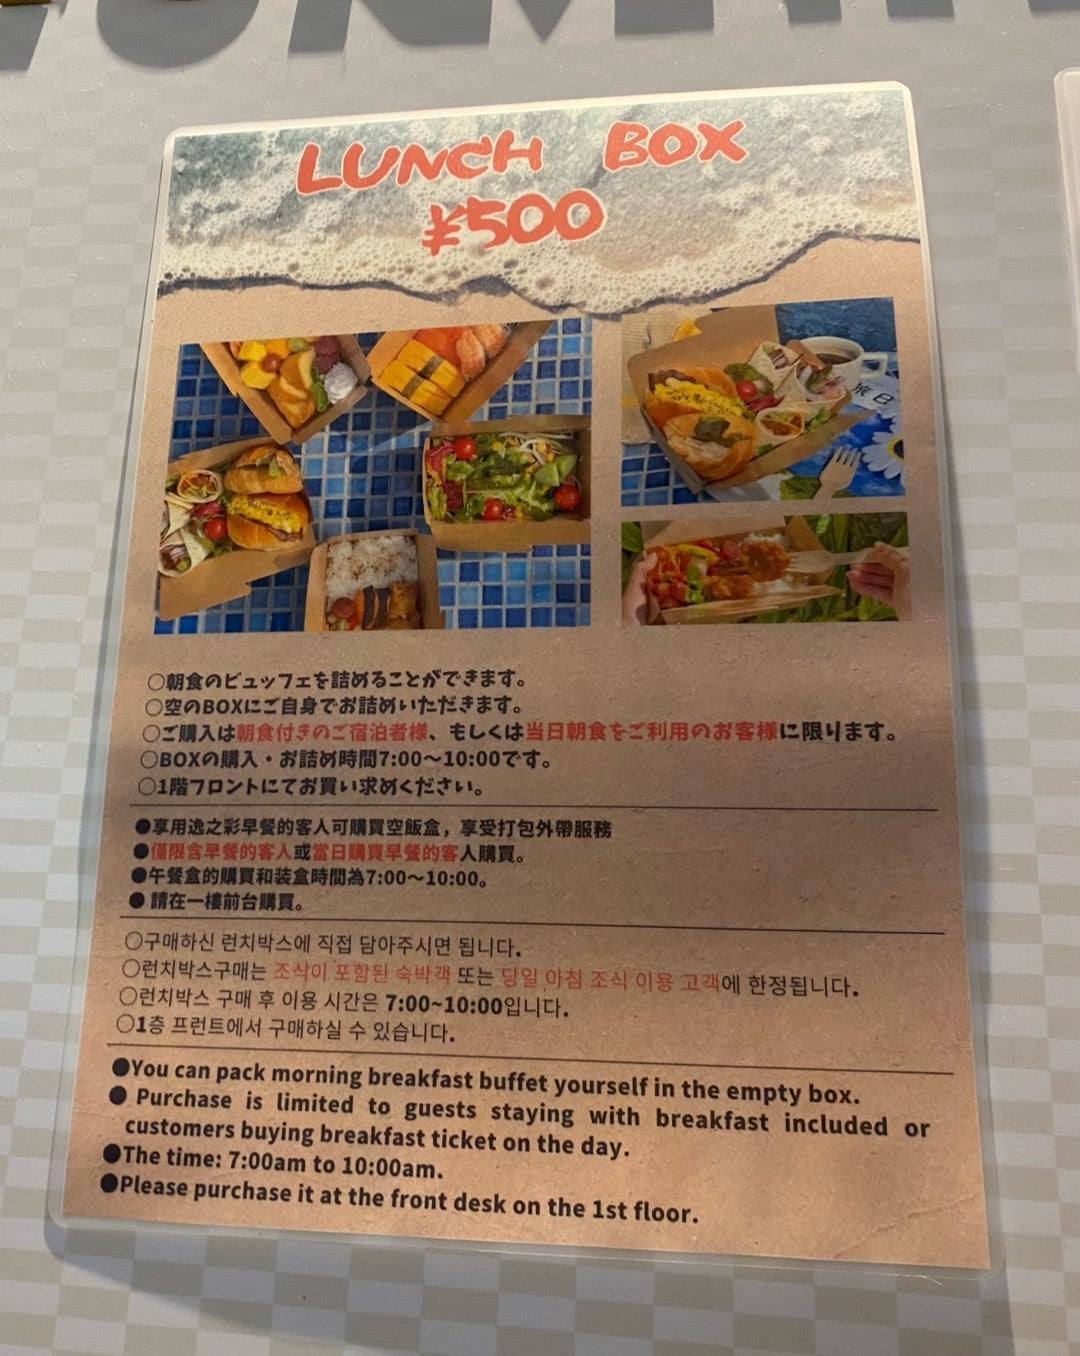 LUNCH BOX
¥500
○朝食のビュッフェを詰めることができます。
○空のBOXにご自身でお詰めいただきます。
○ご購入は朝食付きのご宿泊者様、もしくは当日朝食をご利用のお客様に限ります。
○BOXの購入・お詰め時間7:00～10:00です。
○1階フロントにてお買い求めください。
●享用逸之彩早餐的客人可購買空飯盒，享受打包外帶服務
●僅限含早餐的客人或當日購買早餐的客人購買。
●午餐盒的購買和装盒時間為7:00～10:00。
● 請在一樓前台購買。
○구매하신 런치박스에 직접 담아주시면 됩니다.
○런치박스구매는 조식이 포함된 숙박객 또는 당일 아침 조식 이용 고객에 한정됩니다.
○런치박스 구매 후 이용 시간은 7:00~10:00입니다.
○1층 프런트에서 구매하실 수 있습니다.
●You can pack morning breakfast buffet yourself in the empty box.
● Purchase is limited to guests staying with breakfast included or
customers buying breakfast ticket on the day.
●The time: 7:00am to 10:00am.
●Please purchase it at the front desk on the 1st floor.